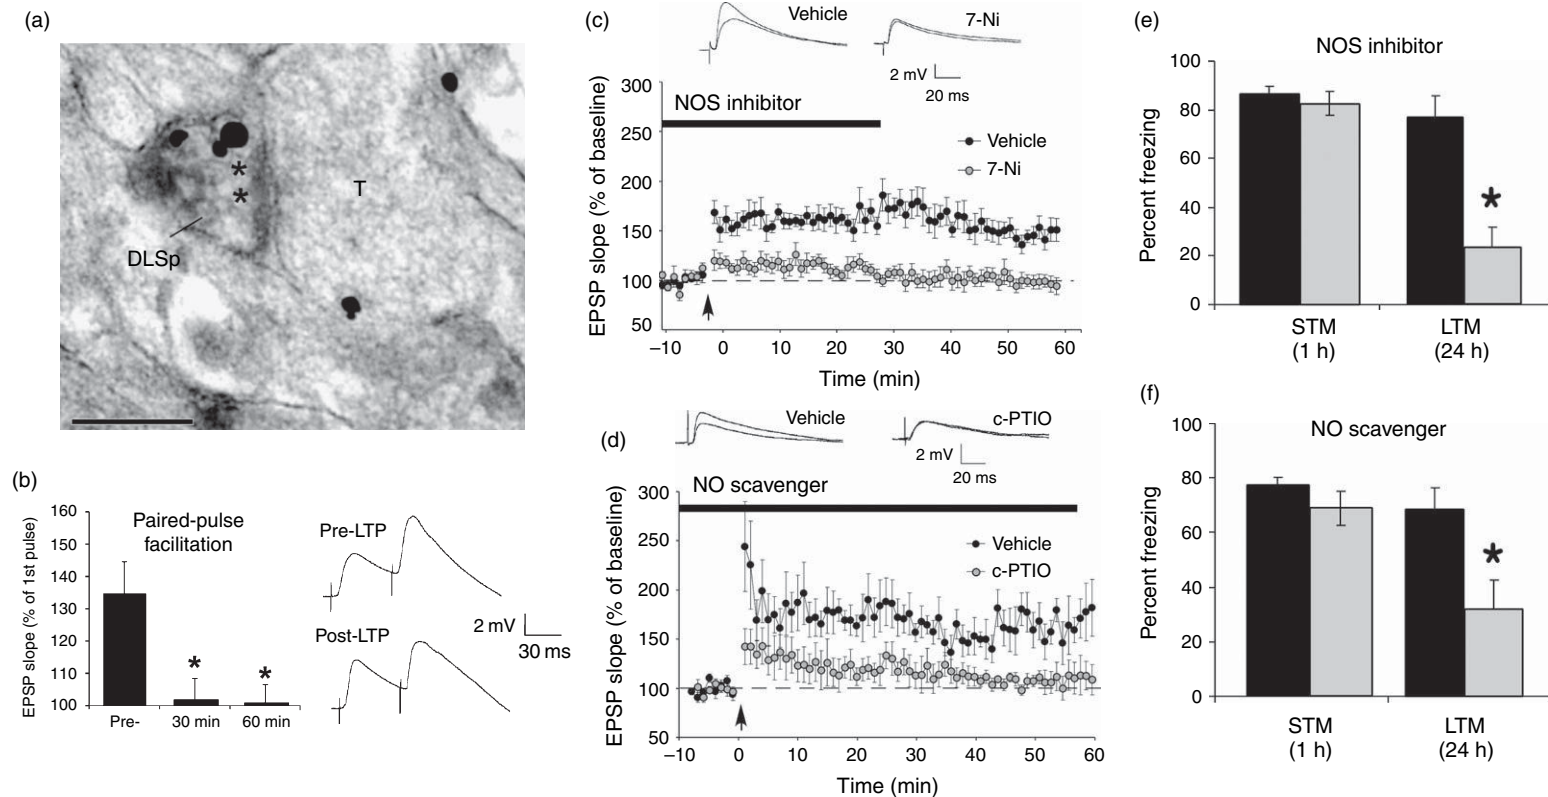 (a)
* *
T
DLSp
(b)
Paired-pulse
facilitation
EPSP slope (% of 1st pulse)
160
150
140
130
120
110
100
*
*
Pre-
30 min
60 min
Pre-LTP
Post-LTP
2 mV
30 ms
(c)
Vehicle
7-Ni
2 mV
20 ms
NOS inhibitor
Vehicle
7-Ni
EPSP slope (% of baseline)
300
250
200
150
100
50
−10 0 10 20 30 40 50 60
Time (min)
(d)
Vehicle
c-PTIO
2 mV
20 ms
NO scavenger
Vehicle
c-PTIO
EPSP slope (% of baseline)
300
250
200
150
100
50
−10 0 10 20 30 40 50 60
Time (min)
(e)
NOS inhibitor
Percent freezing
100
80
60
40
20
0
*
STM
(1 h)
LTM
(24 h)
(f)
NO scavenger
Percent freezing
100
80
60
40
20
0
*
STM
(1 h)
LTM
(24 h)